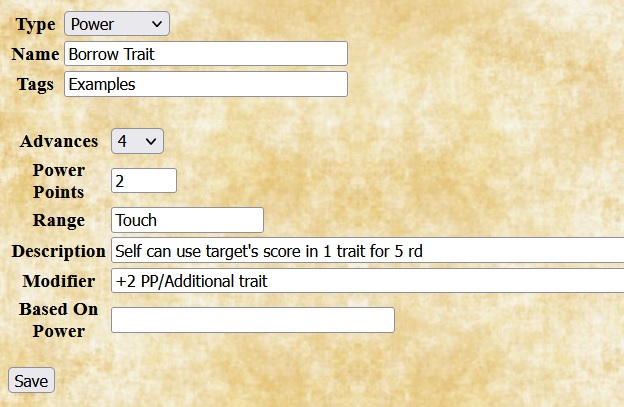 Type Power
Name Borrow Trait
Tags Examples
Advances 4
Power
Points 2
Range Touch
Description Self can use target's score in 1 trait for 5 rd
Modifier +2 PP/Additional trait
Based On
Power
Save